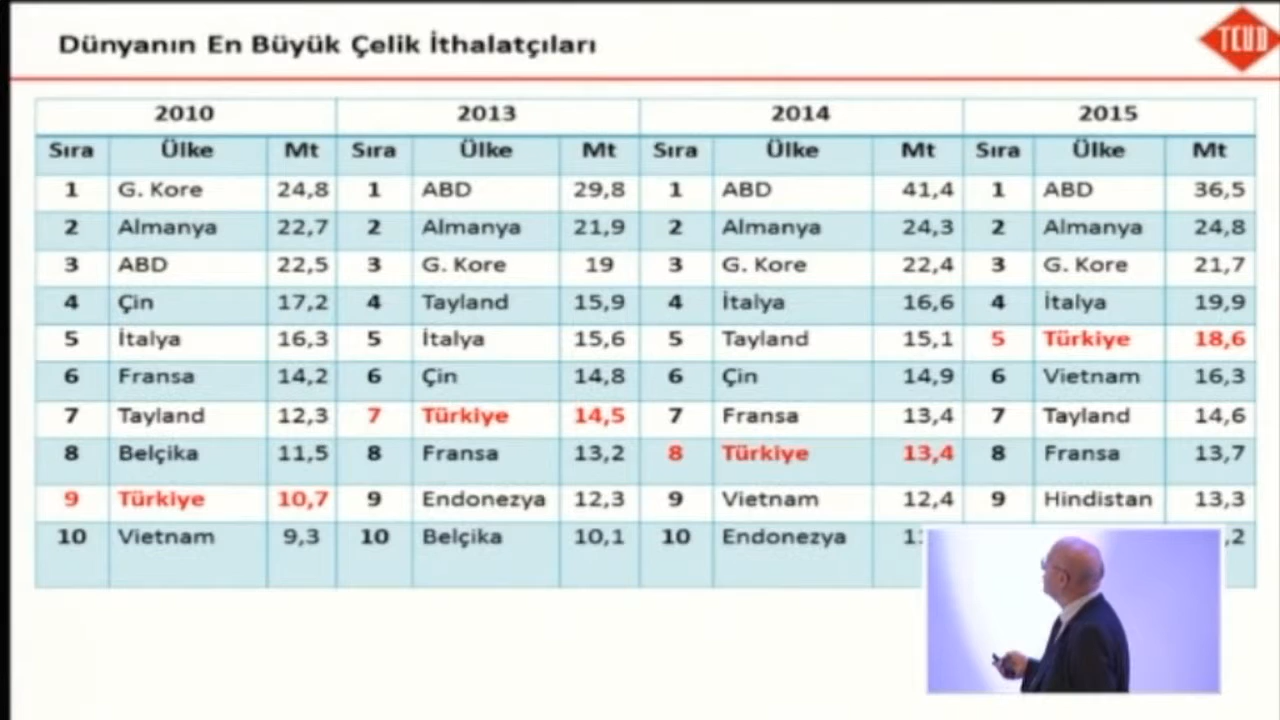 Dünyanın En Büyük Çelik İthalatçıları
TCUD
2010 2013 2014 2015
Sıra Ülke Mt Sıra Ülke Mt Sıra Ülke Mt Sıra Ülke Mt
1 G. Kore 24,8 1 ABD 29,8 1 ABD 41,4 1 ABD 36,5
2 Almanya 22,7 2 Almanya 21,9 2 Almanya 24,3 2 Almanya 24,8
3 ABD 22,5 3 G. Kore 19 3 G. Kore 22,4 3 G. Kore 21,7
4 Çin 17,2 4 Tayland 15,9 4 İtalya 16,6 4 İtalya 19,9
5 İtalya 16,3 5 İtalya 15,6 5 Tayland 15,1 5 Türkiye 18,6
6 Fransa 14,2 6 Çin 14,8 6 Çin 14,9 6 Vietnam 16,3
7 Tayland 12,3 7 Türkiye 14,5 7 Fransa 13,4 7 Tayland 14,6
8 Belçika 11,5 8 Fransa 13,2 8 Türkiye 13,4 8 Fransa 13,7
9 Türkiye 10,7 9 Endonezya 12,3 9 Vietnam 12,4 9 Hindistan 13,3
10 Vietnam 9,3 10 Belçika 10,1 10 Endonezya